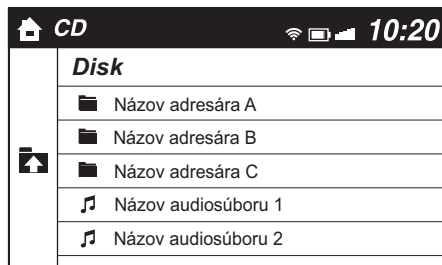 CD 10:20
Disk
Názov adresára A
Názov adresára B
Názov adresára C
Názov audiosúboru 1
Názov audiosúboru 2